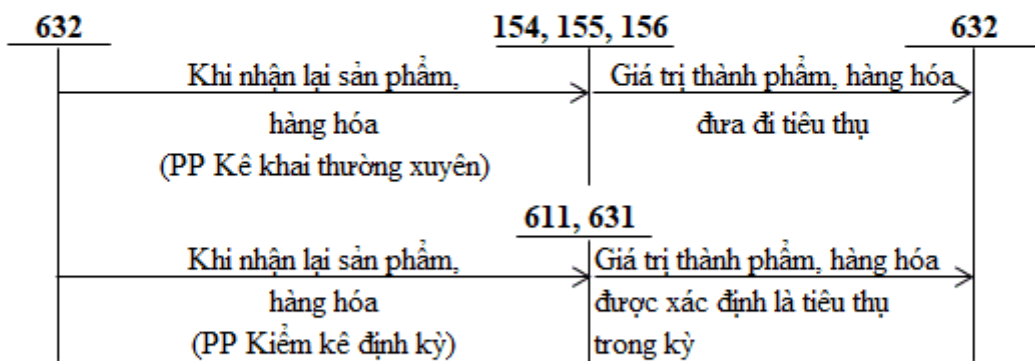 632
154, 155, 156
632
Khi nhận lại sản phẩm,
hàng hóa
(PP Kê khai thường xuyên)
Giá trị thành phẩm, hàng hóa
đưa đi tiêu thụ
611, 631
Khi nhận lại sản phẩm,
hàng hóa
(PP Kiểm kê định kỳ)
Giá trị thành phẩm, hàng hóa
được xác định là tiêu thụ
trong kỳ